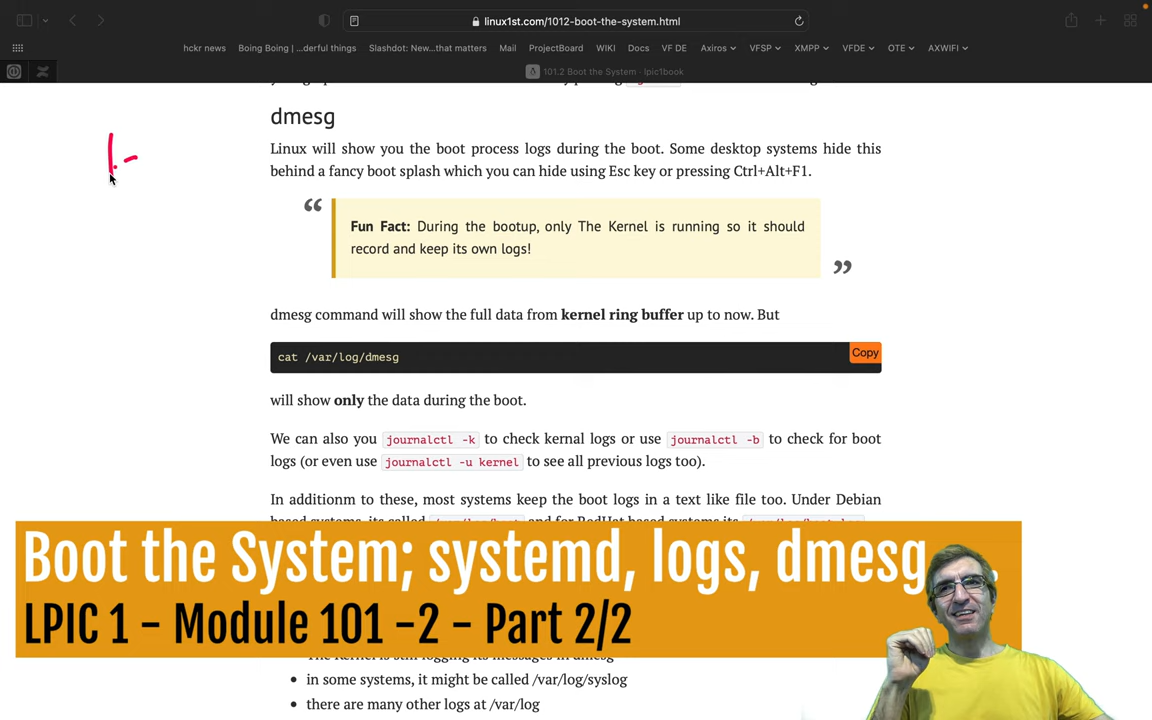 linux1st.com/1012-boot-the-system.html
hckr news Boing Boing | ...derful things Slashdot: New...that matters Mail ProjectBoard WIKI Docs VF DE Axiros VFSP XMPP VFDE OTE AXWIFI
101.2 Boot the System - lpic1book
dmesg
Linux will show you the boot process logs during the boot. Some desktop systems hide this
behind a fancy boot splash which you can hide using Esc key or pressing Ctrl+Alt+F1.
“ Fun Fact: During the bootup, only The Kernel is running so it should
record and keep its own logs! ”
dmesg command will show the full data from kernel ring buffer up to now. But
Copy
cat /var/log/dmesg
will show only the data during the boot.
We can also you journalctl -k to check kernal logs or use journalctl -b to check for boot
logs (or even use journalctl -u kernel to see all previous logs too).
In additionm to these, most systems keep the boot logs in a text like file too. Under Debian
Boot the System; systemd, logs, dmesg
LPIC 1 - Module 101 -2 - Part 2/2
The Kernel is still logging its messages in dmesg
• in some systems, it might be called /var/log/syslog
• there are many other logs at /var/log